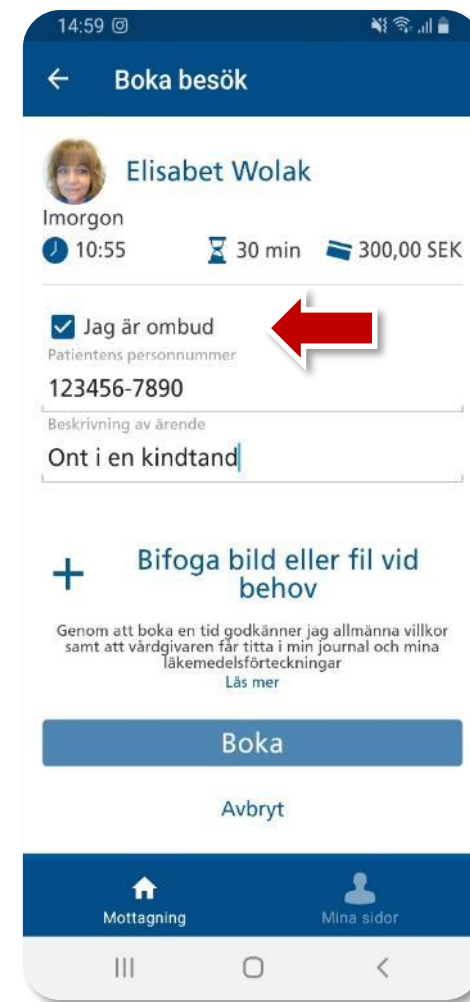 14:59
Boka besök
Elisabet Wolak
Imorgon
10:55 30 min 300,00 SEK
Jag är ombud
Patientens personnummer
123456-7890
Beskrivning av ärende
Ont i en kindtand
Bifoga bild eller fil vid
behov
Genom att boka en tid godkänner jag allmänna villkor
samt att vårdgivaren får titta i min journal och mina
läkemedelsförteckningar
Läs mer
Boka
Avbryt
Mottagning Mina sidor